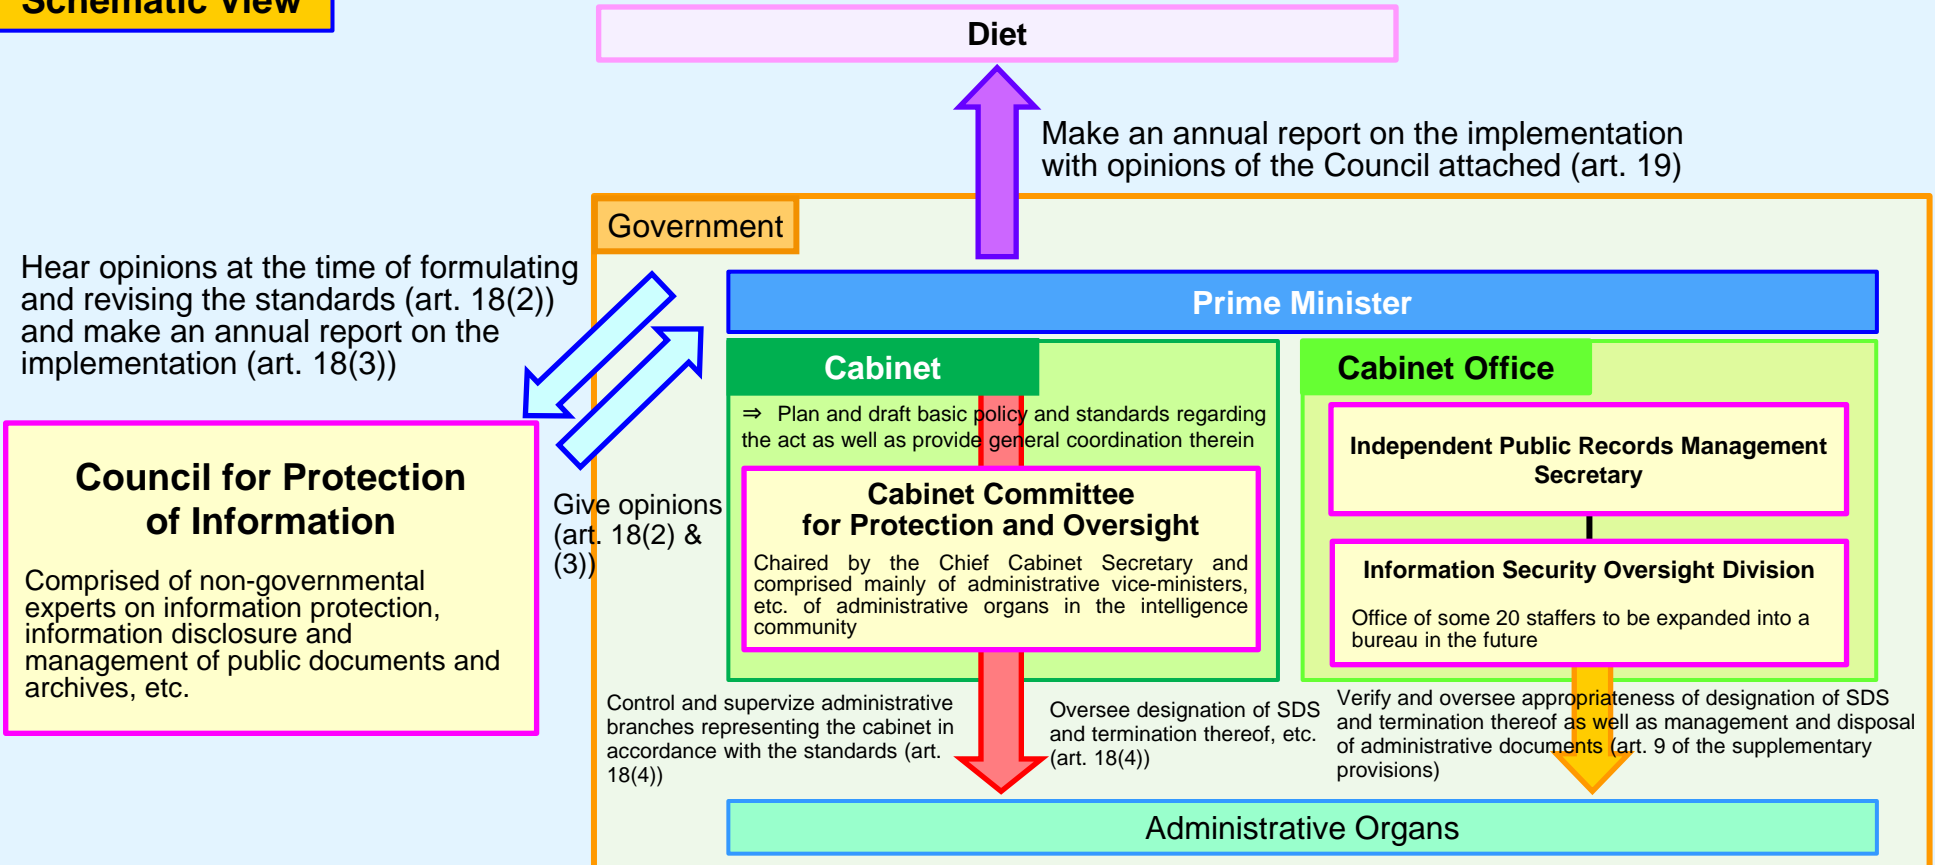 Schematic View
Diet
Make an annual report on the implementation
with opinions of the Council attached (art. 19)
Government
Hear opinions at the time of formulating
and revising the standards (art. 18(2))
and make an annual report on the
implementation (art. 18(3))
Prime Minister
Cabinet
⇒ Plan and draft basic policy and standards regarding
the act as well as provide general coordination therein
Cabinet Committee
for Protection and Oversight
Chaired by the Chief Cabinet Secretary and
comprised mainly of administrative vice-ministers,
etc. of administrative organs in the intelligence
community
Cabinet Office
Independent Public Records Management
Secretary
Information Security Oversight Division
Office of some 20 staffers to be expanded into a
bureau in the future
Council for Protection
of Information
Comprised of non-governmental
experts on information protection,
information disclosure and
management of public documents and
archives, etc.
Give opinions
(art. 18(2) &
(3))
Control and supervize administrative
branches representing the cabinet in
accordance with the standards (art.
18(4))
Oversee designation of SDS
and termination thereof, etc.
(art. 18(4))
Verify and oversee appropriateness of designation of SDS
and termination thereof as well as management and disposal
of administrative documents (art. 9 of the supplementary
provisions)
Administrative Organs